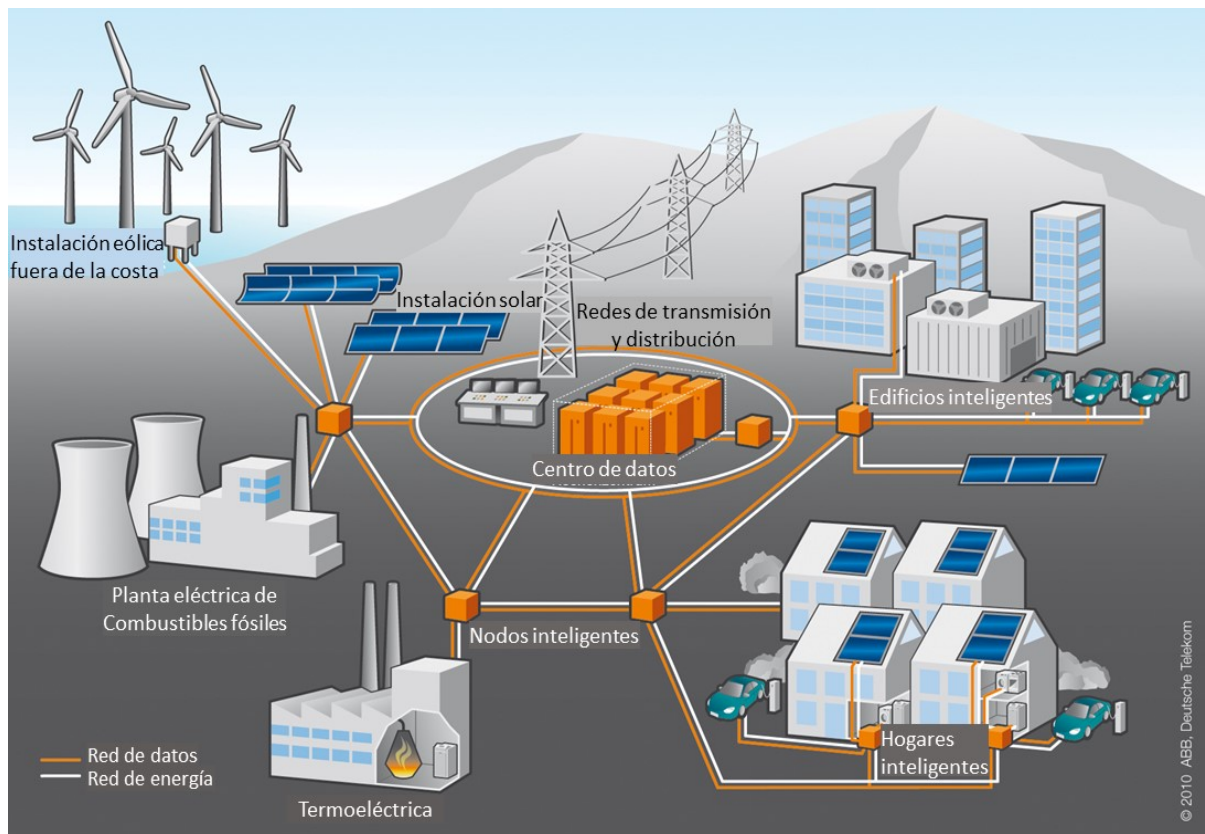 Instalación eólica
fuera de la costa
Instalación solar
Redes de transmisión
y distribución
Edificios inteligentes
Centro de datos
Planta eléctrica de
Combustibles fósiles
Nodos inteligentes
Hogares
inteligentes
Red de datos
Red de energía
Termoeléctrica
© 2010 ABB, Deutsche Telekom